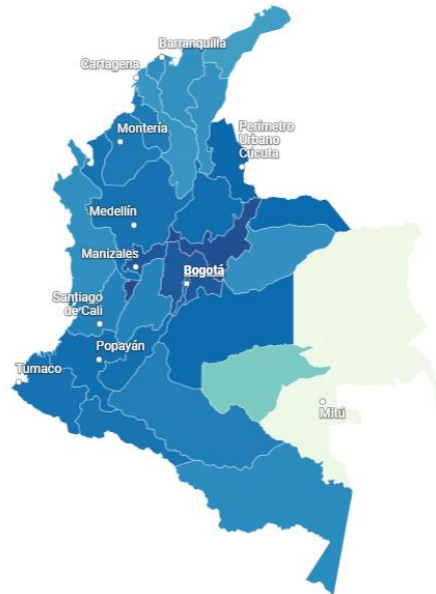 Barranquilla
Cartagena
Montería
Perímetro
Urbano
Cúcuta
Medellín
Manizales
Bogotá
Santiago
de Cali
Popayán
Tumaco
Mitú